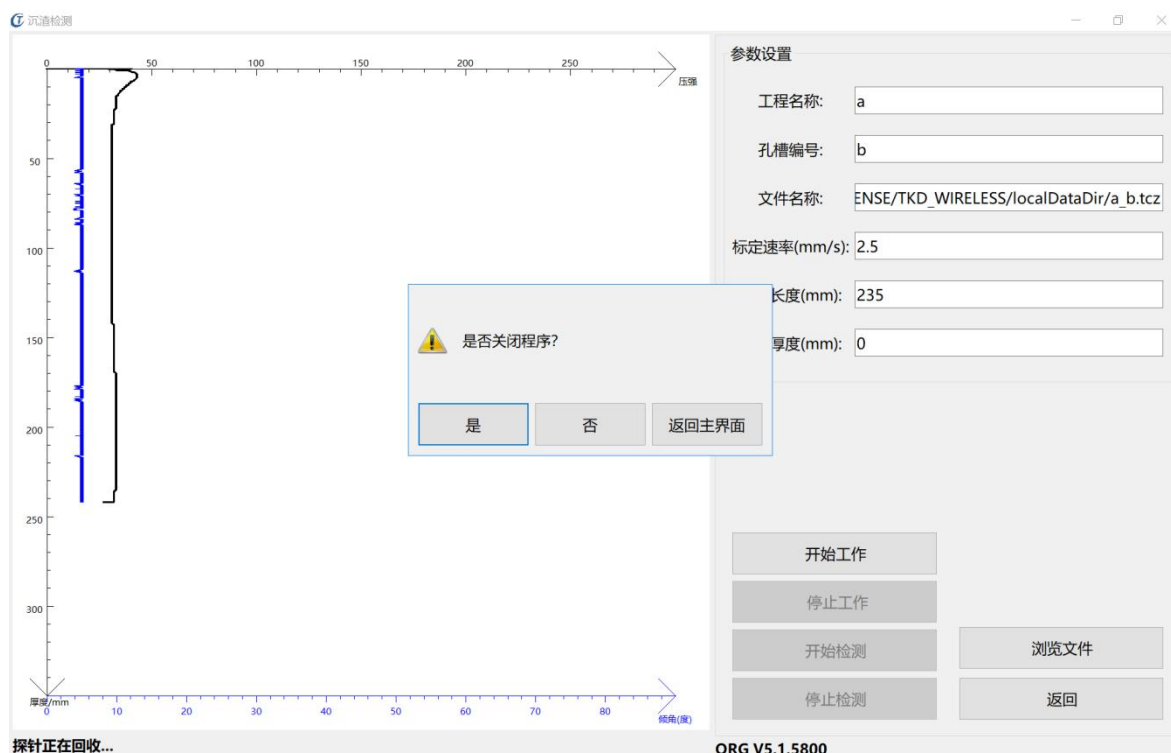 沉渣检测
0 50 100 150 200 250
压强
50
100
150
200
250
300
厚度/mm
0 10 20 30 40 50 60 70 80
倾角(度)
探针正在回收...
参数设置
工程名称: a
孔槽编号: b
文件名称: ENSE/TKD_WIRELESS/localDataDir/a_b.tcz
标定速率(mm/s): 2.5
长度(mm): 235
厚度(mm): 0
是否关闭程序?
是 否 返回主界面
开始工作
停止工作
开始检测 浏览文件
停止检测 返回
ORG V5.1.5800